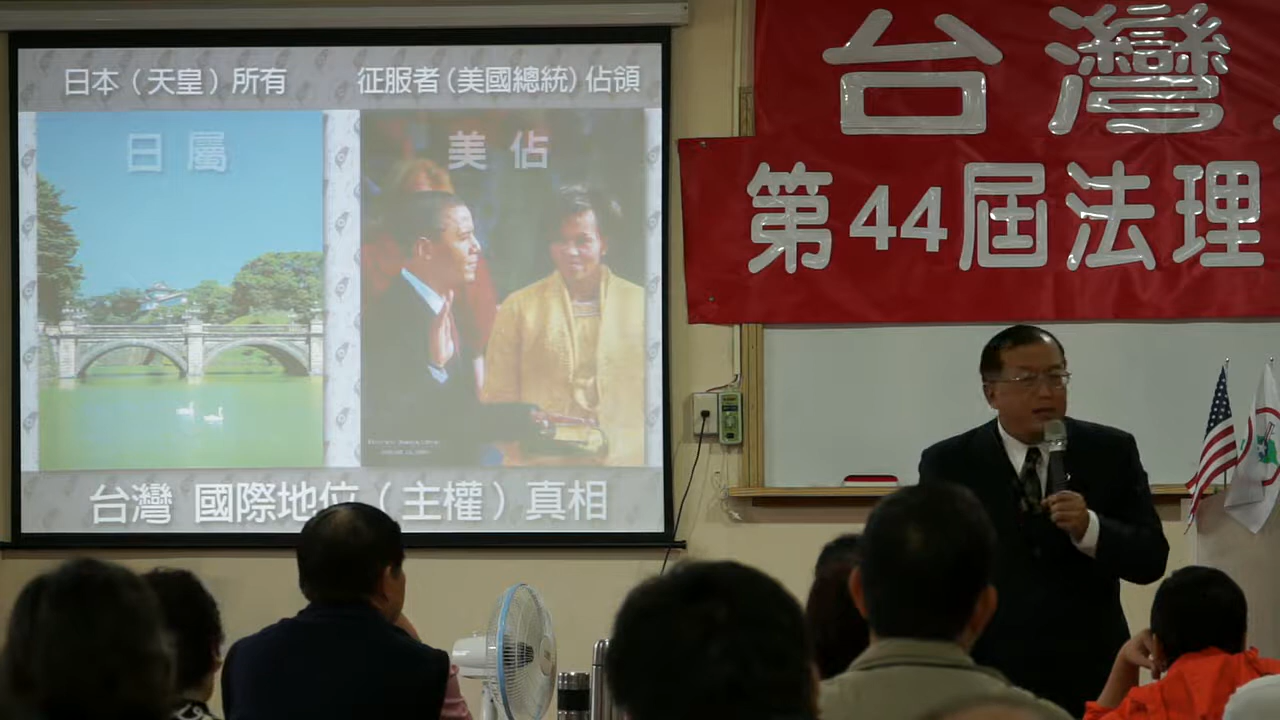 日本（天皇）所有
征服者（美國總統）佔領
日屬
美佔
台灣 國際地位（主權）真相
台灣
第44屆法理